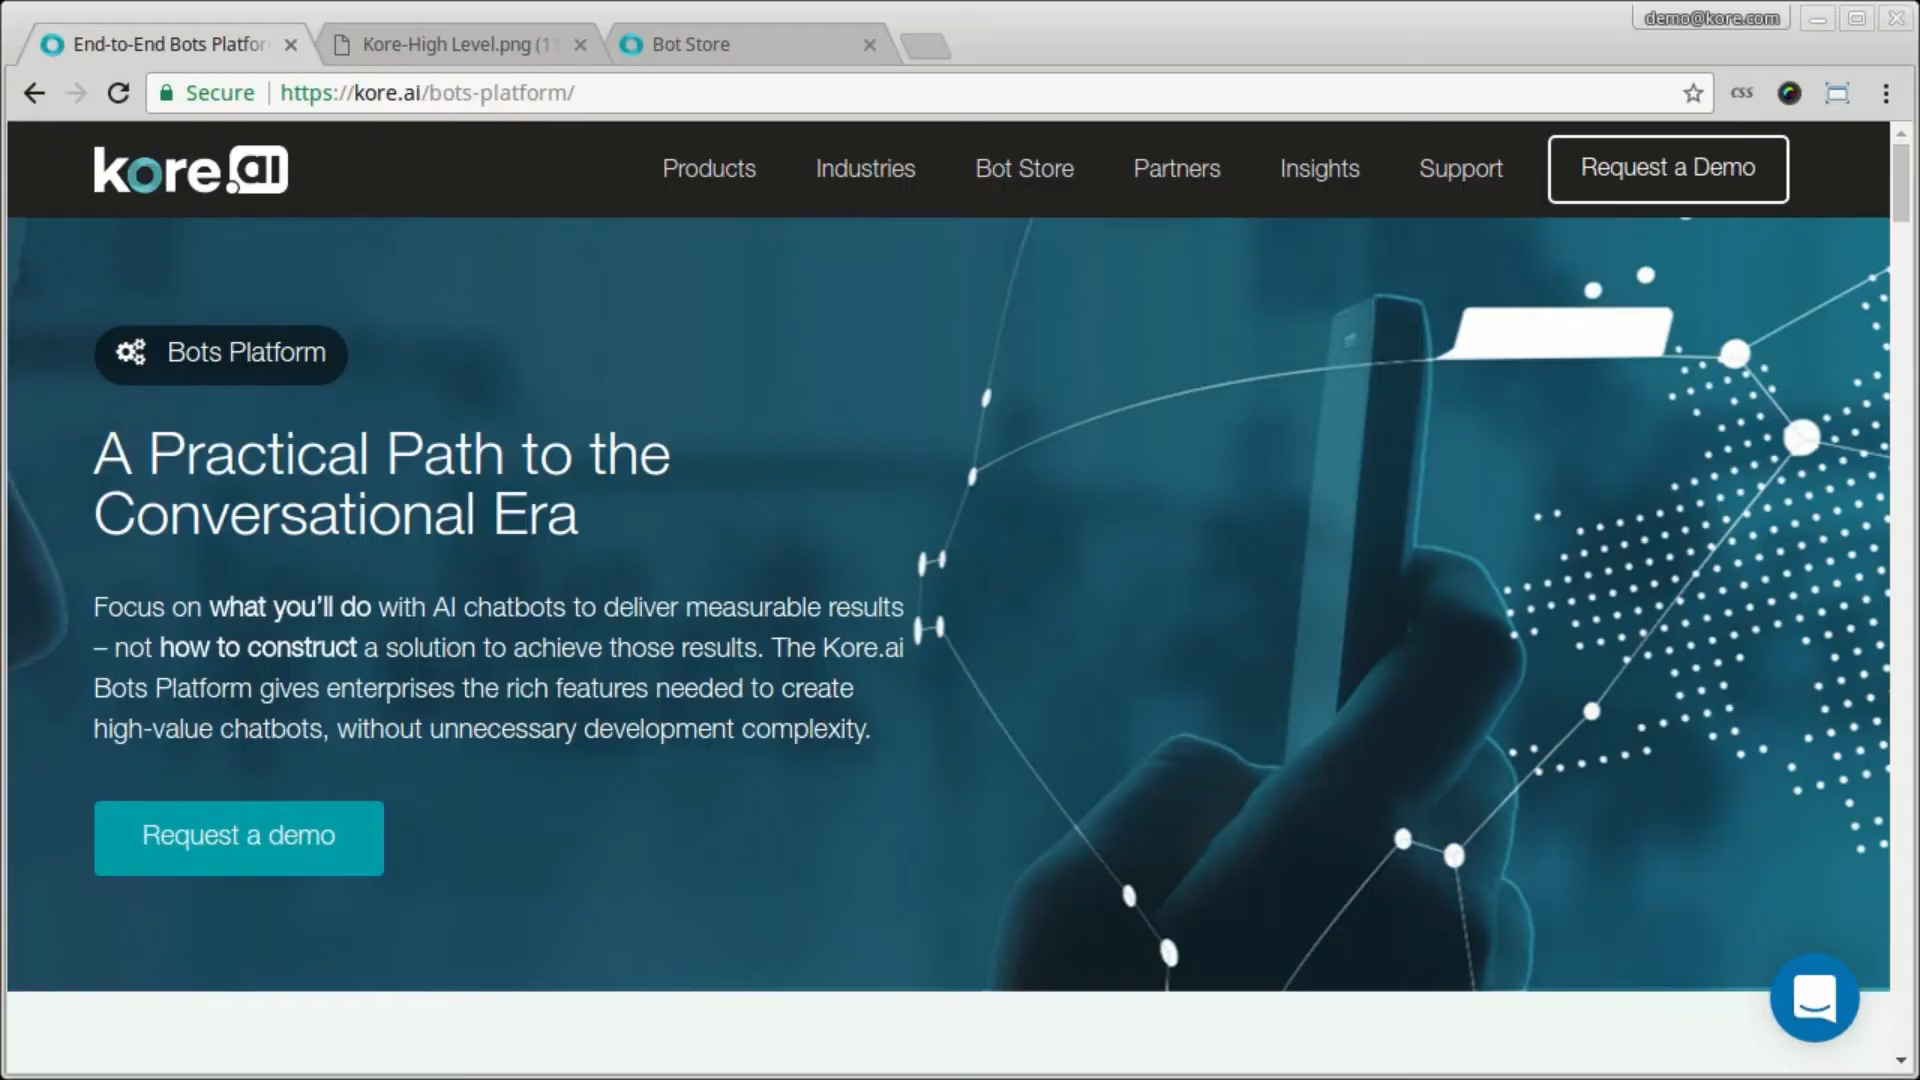 demo@kore.com
End-to-End Bots Platfor
Kore-High Level.png (1
Bot Store
Secure
https://kore.ai/bots-platform/
css
kore.ai
Products
Industries
Bot Store
Partners
Insights
Support
Request a Demo
Bots Platform
A Practical Path to the
Conversational Era
Focus on what you'll do with AI chatbots to deliver measurable results
– not how to construct a solution to achieve those results. The Kore.ai
Bots Platform gives enterprises the rich features needed to create
high-value chatbots, without unnecessary development complexity.
Request a demo